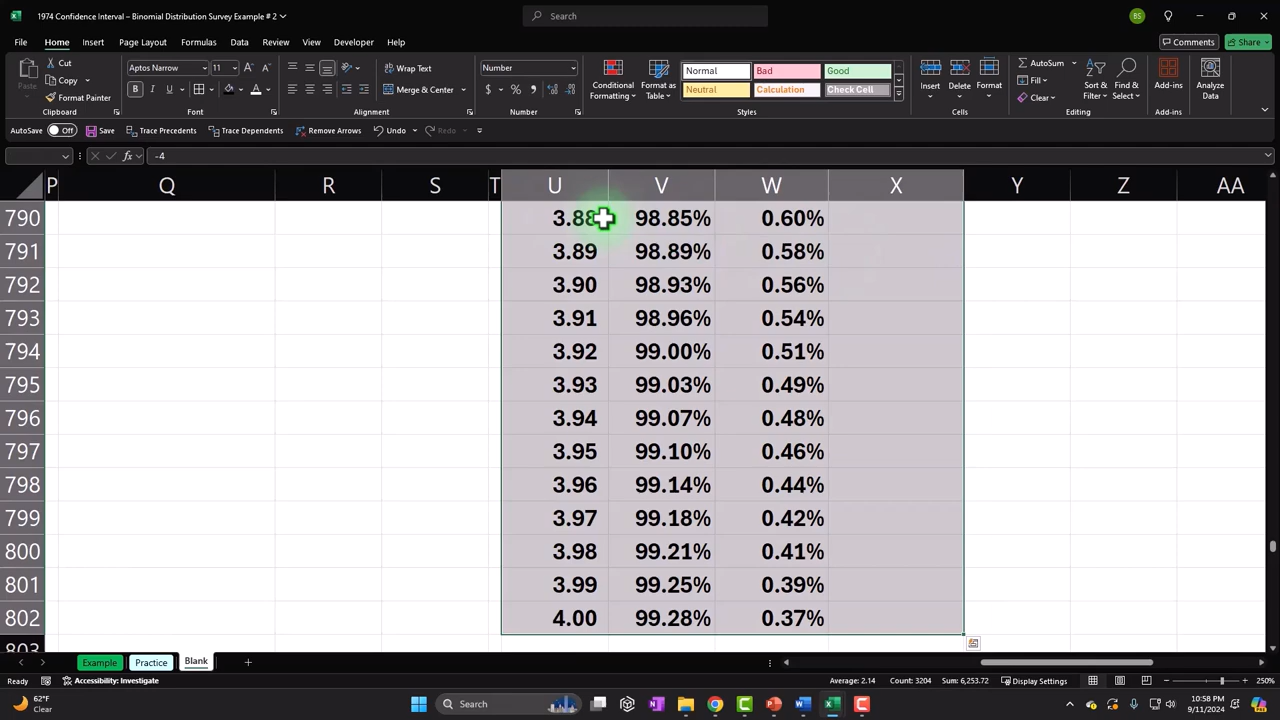 1974 Confidence Interval – Binomial Distribution Survey Example # 2
Search
BS
File Home Insert Page Layout Formulas Data Review View Developer Help
Comments Share
Cut
Copy
Format Painter
Paste
Clipboard
Aptos Narrow 11
Font
Wrap Text
Merge & Center
Alignment
Number
Number
Conditional Formatting
Format as Table
Normal Bad Good
Neutral Calculation Check Cell
Styles
Insert Delete Format
Cells
AutoSum
Fill
Clear
Sort & Filter
Find & Select
Editing
Add-ins
Add-ins
Analyze Data
AutoSave Off Save Trace Precedents Trace Dependents Remove Arrows Undo Redo
fx -4
P Q R S T U V W X Y Z AA
790 3.88 98.85% 0.60%
791 3.89 98.89% 0.58%
792 3.90 98.93% 0.56%
793 3.91 98.96% 0.54%
794 3.92 99.00% 0.51%
795 3.93 99.03% 0.49%
796 3.94 99.07% 0.48%
797 3.95 99.10% 0.46%
798 3.96 99.14% 0.44%
799 3.97 99.18% 0.42%
800 3.98 99.21% 0.41%
801 3.99 99.25% 0.39%
802 4.00 99.28% 0.37%
803
Example Practice Blank
Ready Accessibility: Investigate Average: 2.14 Count: 3204 Sum: 6,253.72 Display Settings 250%
62°F
Clear
Search
10:58 PM
9/11/2024